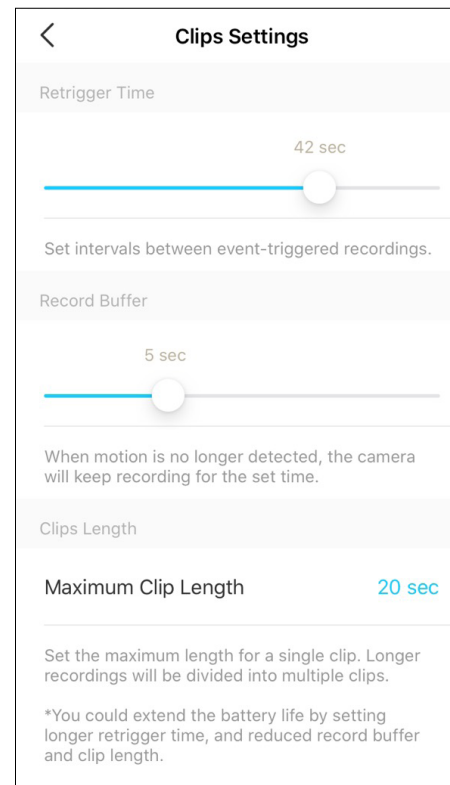 Clips Settings
Retrigger Time
42 sec
Set intervals between event-triggered recordings.
Record Buffer
5 sec
When motion is no longer detected, the camera
will keep recording for the set time.
Clips Length
Maximum Clip Length 20 sec
Set the maximum length for a single clip. Longer
recordings will be divided into multiple clips.
*You could extend the battery life by setting
longer retrigger time, and reduced record buffer
and clip length.